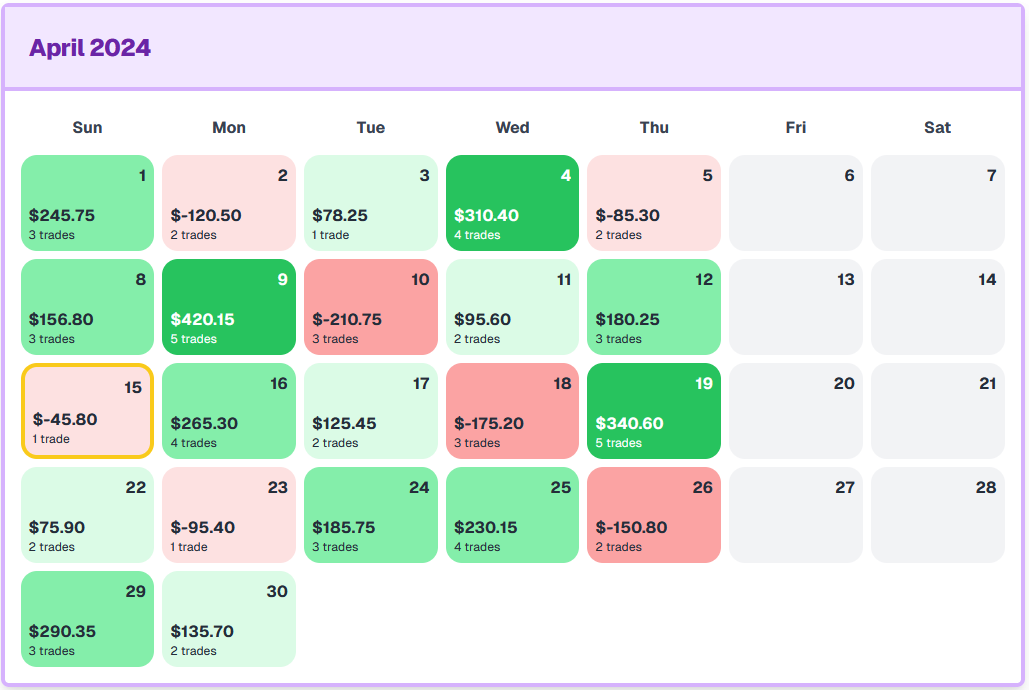 April 2024
Sun Mon Tue Wed Thu Fri Sat
1 2 3 4 5 6 7
$245.75 $-120.50 $78.25 $310.40 $-85.30
3 trades 2 trades 1 trade 4 trades 2 trades
8 9 10 11 12 13 14
$156.80 $420.15 $-210.75 $95.60 $180.25
3 trades 5 trades 3 trades 2 trades 3 trades
15 16 17 18 19 20 21
$-45.80 $265.30 $125.45 $-175.20 $340.60
1 trade 4 trades 2 trades 3 trades 5 trades
22 23 24 25 26 27 28
$75.90 $-95.40 $185.75 $230.15 $-150.80
2 trades 1 trade 3 trades 4 trades 2 trades
29 30
$290.35 $135.70
3 trades 2 trades